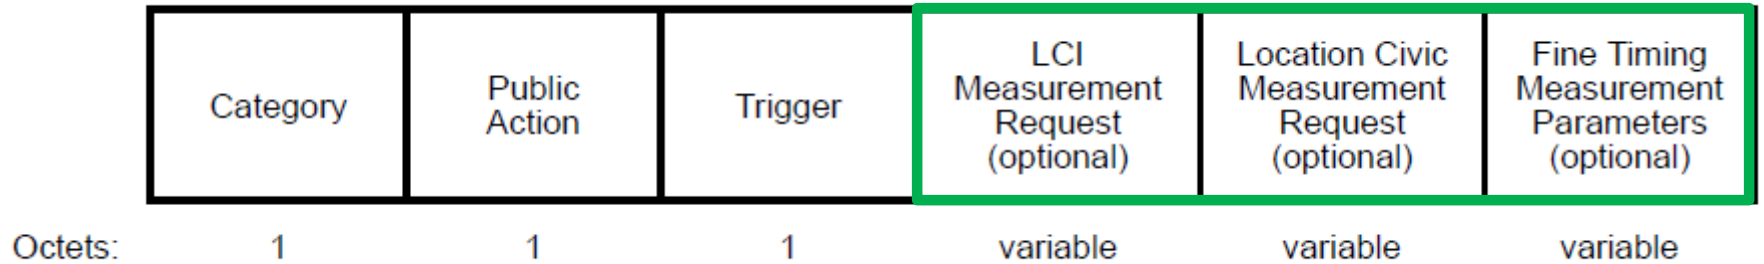 Category
Public
Action
Trigger
LCI
Measurement
Request
(optional)
Location Civic
Measurement
Request
(optional)
Fine Timing
Measurement
Parameters
(optional)
Octets: 1 1 1 variable variable variable